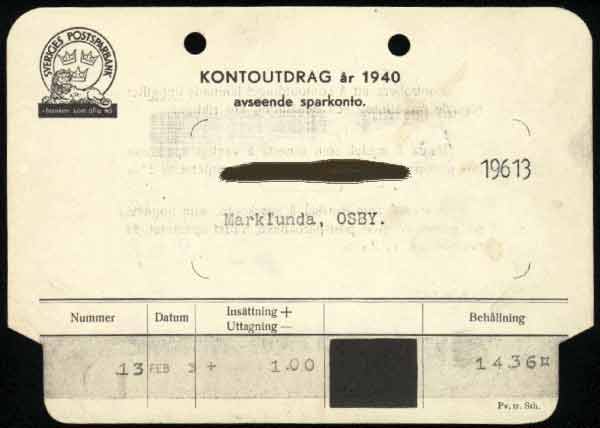 SVERIGES POSTSPARBANK
KONTOUTDRAG år 1940
avseende sparkonto.
19613
Marklunda, OSBY.
Nummer Datum Insättning + Behållning
Uttagning —
13 FEB 3 + 1.00 1436¤
Pv. tr. Sth.